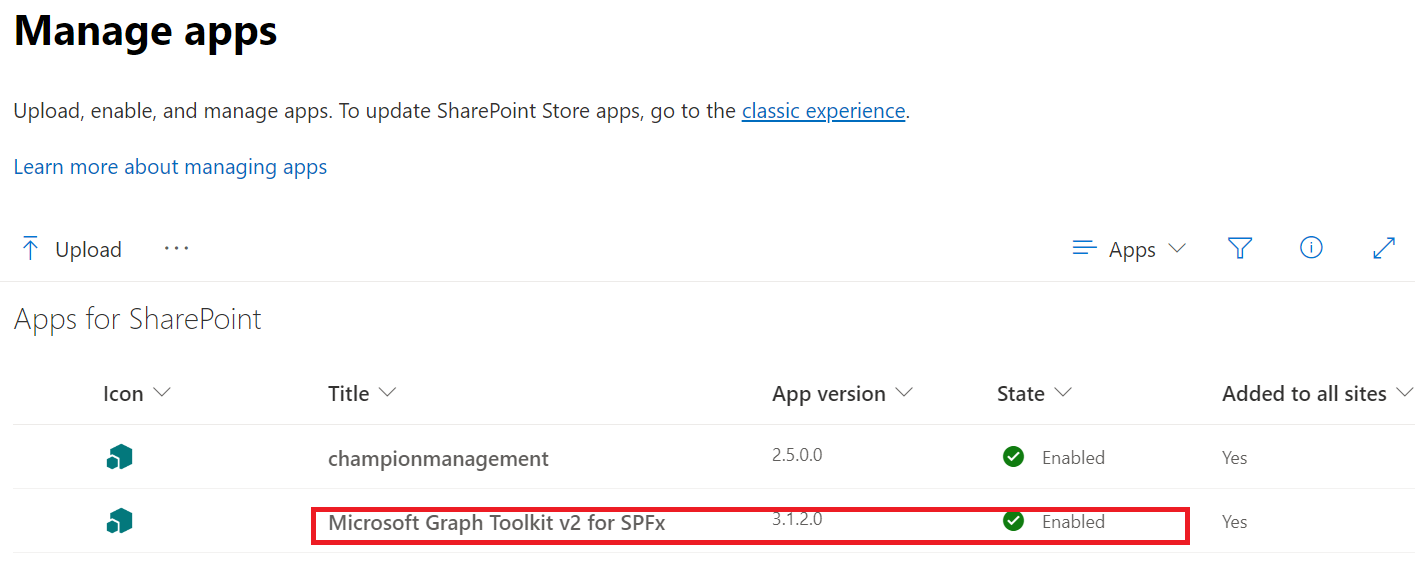 Manage apps
Upload, enable, and manage apps. To update SharePoint Store apps, go to the classic experience.
Learn more about managing apps
Upload ··· Apps
Apps for SharePoint
Icon Title App version State Added to all sites
championmanagement 2.5.0.0 Enabled Yes
Microsoft Graph Toolkit v2 for SPFx 3.1.2.0 Enabled Yes